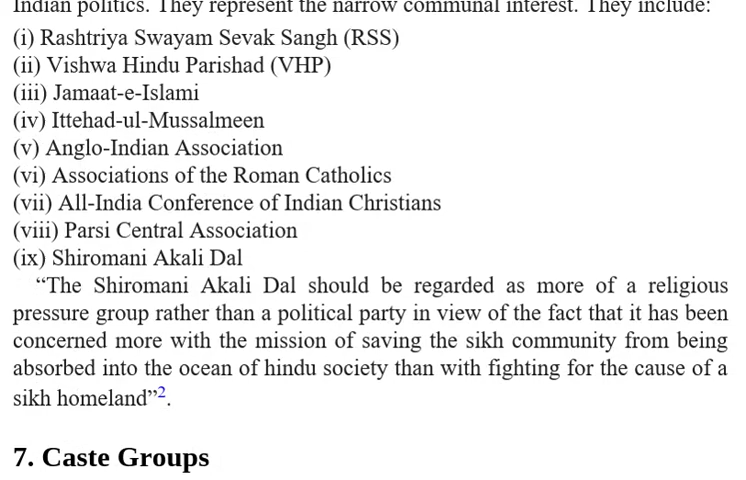 Indian politics. They represent the narrow communal interest. They include:
(i) Rashtriya Swayam Sevak Sangh (RSS)
(ii) Vishwa Hindu Parishad (VHP)
(iii) Jamaat-e-Islami
(iv) Ittehad-ul-Mussalmeen
(v) Anglo-Indian Association
(vi) Associations of the Roman Catholics
(vii) All-India Conference of Indian Christians
(viii) Parsi Central Association
(ix) Shiromani Akali Dal
“The Shiromani Akali Dal should be regarded as more of a religious
pressure group rather than a political party in view of the fact that it has been
concerned more with the mission of saving the sikh community from being
absorbed into the ocean of hindu society than with fighting for the cause of a
sikh homeland”2.
7. Caste Groups